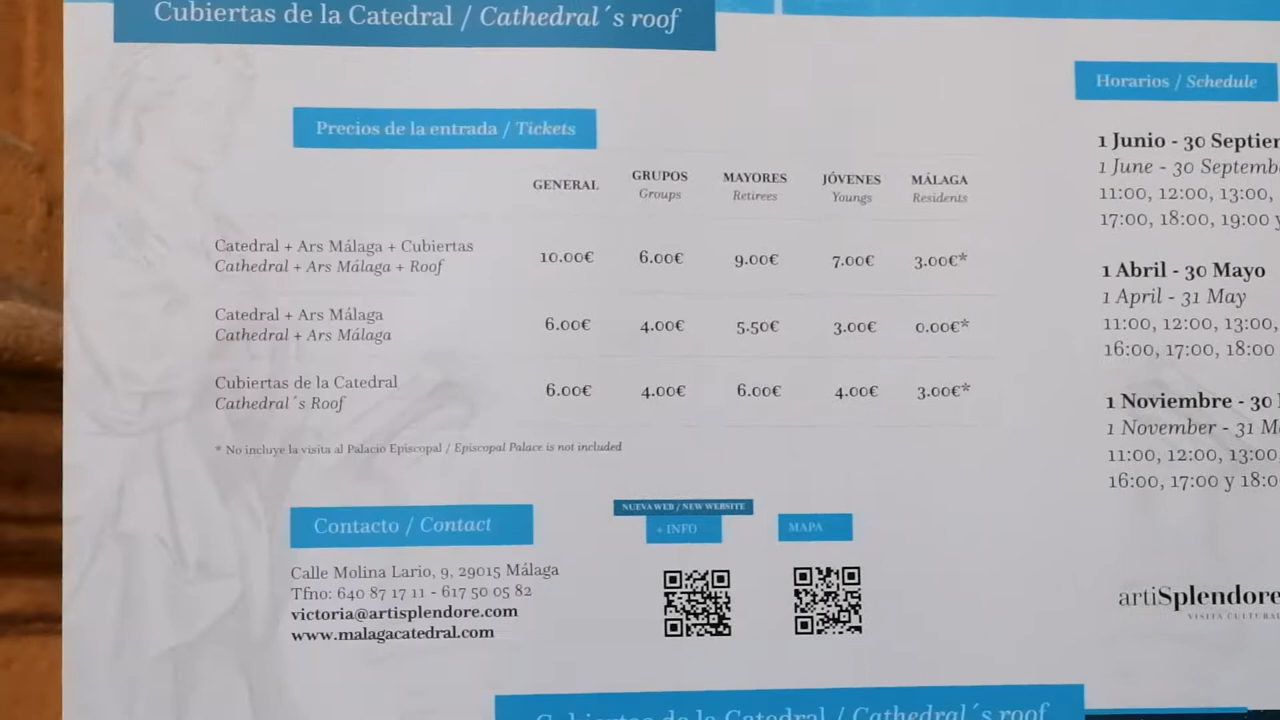 Cubiertas de la Catedral / Cathedral´s roof
Precios de la entrada / Tickets
GENERAL
GRUPOS
Groups
MAYORES
Retirees
JÓVENES
Youngs
MÁLAGA
Residents
Catedral + Ars Málaga + Cubiertas
Cathedral + Ars Málaga + Roof
10.00€ 6.00€ 9.00€ 7.00€ 3.00€*
Catedral + Ars Málaga
Cathedral + Ars Málaga
6.00€ 4.00€ 5.50€ 3.00€ 0.00€*
Cubiertas de la Catedral
Cathedral´s Roof
6.00€ 4.00€ 6.00€ 4.00€ 3.00€*
* No incluye la visita al Palacio Episcopal / Episcopal Palace is not included
Contacto / Contact
Calle Molina Lario, 9, 29015 Málaga
Tfno: 640 87 17 11 - 617 50 05 82
victoria@artisplendore.com
www.malagacatedral.com
NUEVA WEB / NEW WEBSITE
+ INFO
MAPA
Horarios / Schedule
1 Junio - 30
1 June - 30
11:00, 12:00, 13:00,
17:00, 18:00, 19:00 y
1 Abril - 30 Mayo
1 April - 31 May
11:00, 12:00, 13:00,
16:00, 17:00, 18:00
1 Noviembre - 30
1 November - 31
11:00, 12:00, 13:00
16:00, 17:00 y
artiSplendore
VISITA
Cubiertas de la Catedral / Cathedral´s roof